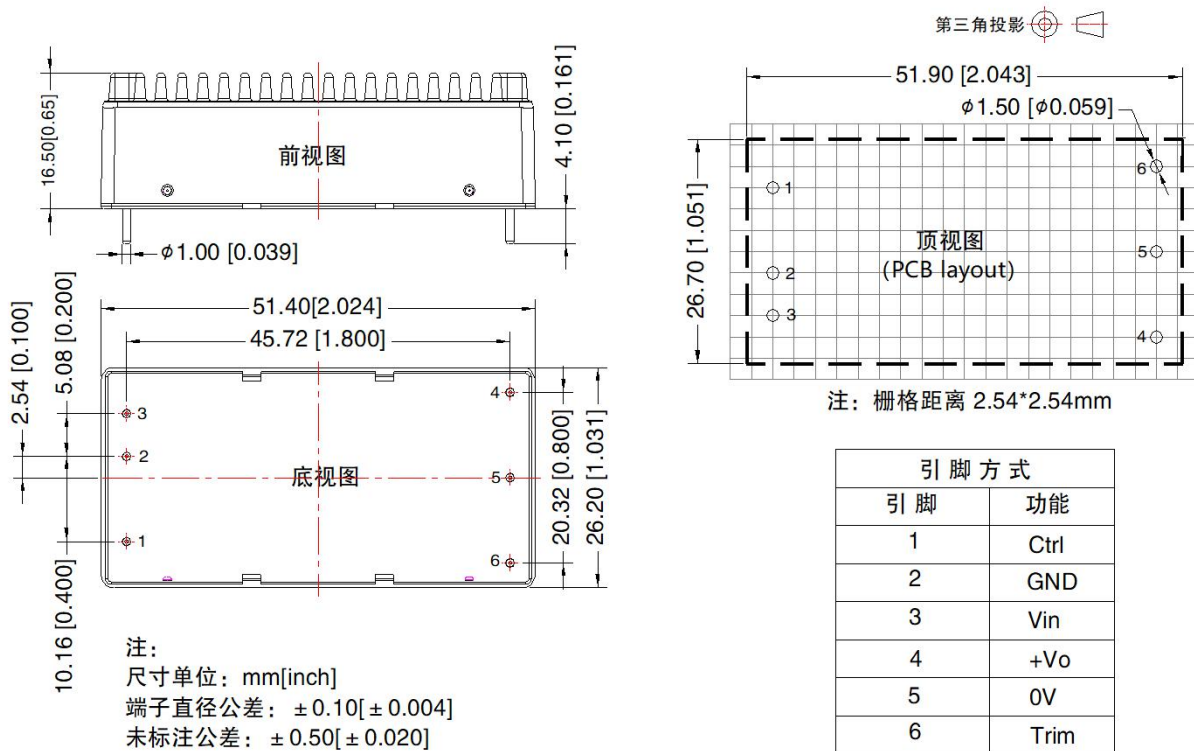 第三角投影
16.50[0.65]
前视图
4.10 [0.161]
φ1.00 [0.039]
51.90 [2.043]
φ1.50 [φ0.059]
26.70 [1.051]
1
2
3
6
5
4
顶视图
(PCB layout)
注：栅格距离 2.54*2.54mm
51.40[2.024]
45.72 [1.800]
2.54 [0.100]
5.08 [0.200]
10.16 [0.400]
3
2
1
4
5
6
底视图
20.32 [0.800]
26.20 [1.031]
注：
尺寸单位：mm[inch]
端子直径公差：±0.10[±0.004]
未标注公差：±0.50[±0.020]
引 脚 方 式
引 脚 功能
1 Ctrl
2 GND
3 Vin
4 +Vo
5 0V
6 Trim